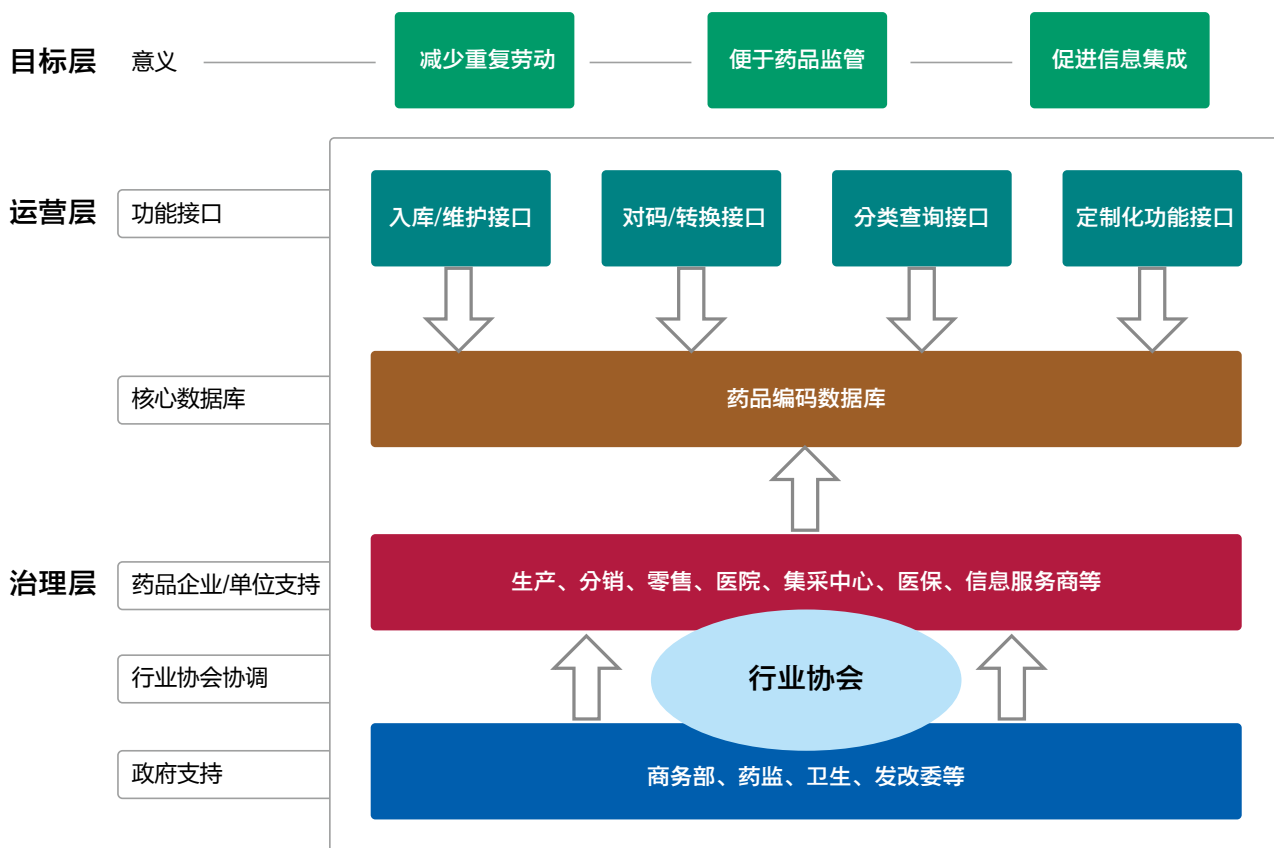 目标层
意义
减少重复劳动
便于药品监管
促进信息集成
运营层
功能接口
入库/维护接口
对码/转换接口
分类查询接口
定制化功能接口
核心数据库
药品编码数据库
治理层
药品企业/单位支持
生产、分销、零售、医院、集采中心、医保、信息服务商等
行业协会协调
行业协会
政府支持
商务部、药监、卫生、发改委等